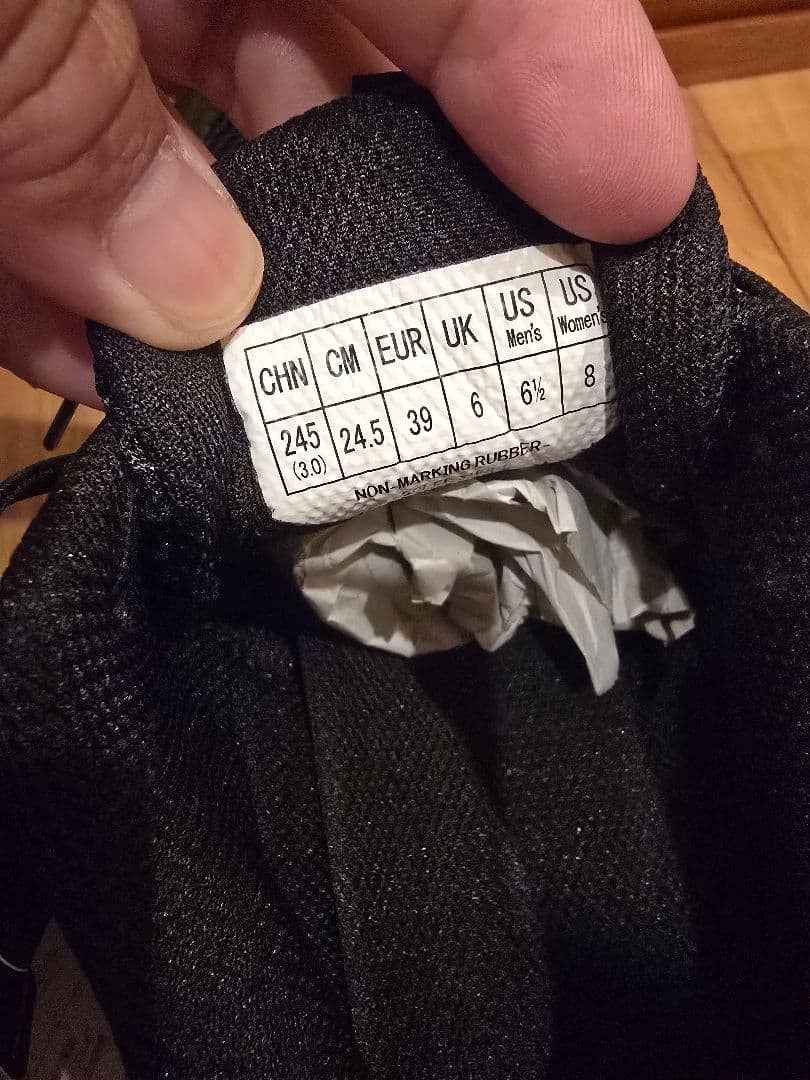 CHN CM EUR UK US Men's US Women's
245 (3.0) 24.5 39 6 6½ 8
NON-MARKING RUBBER